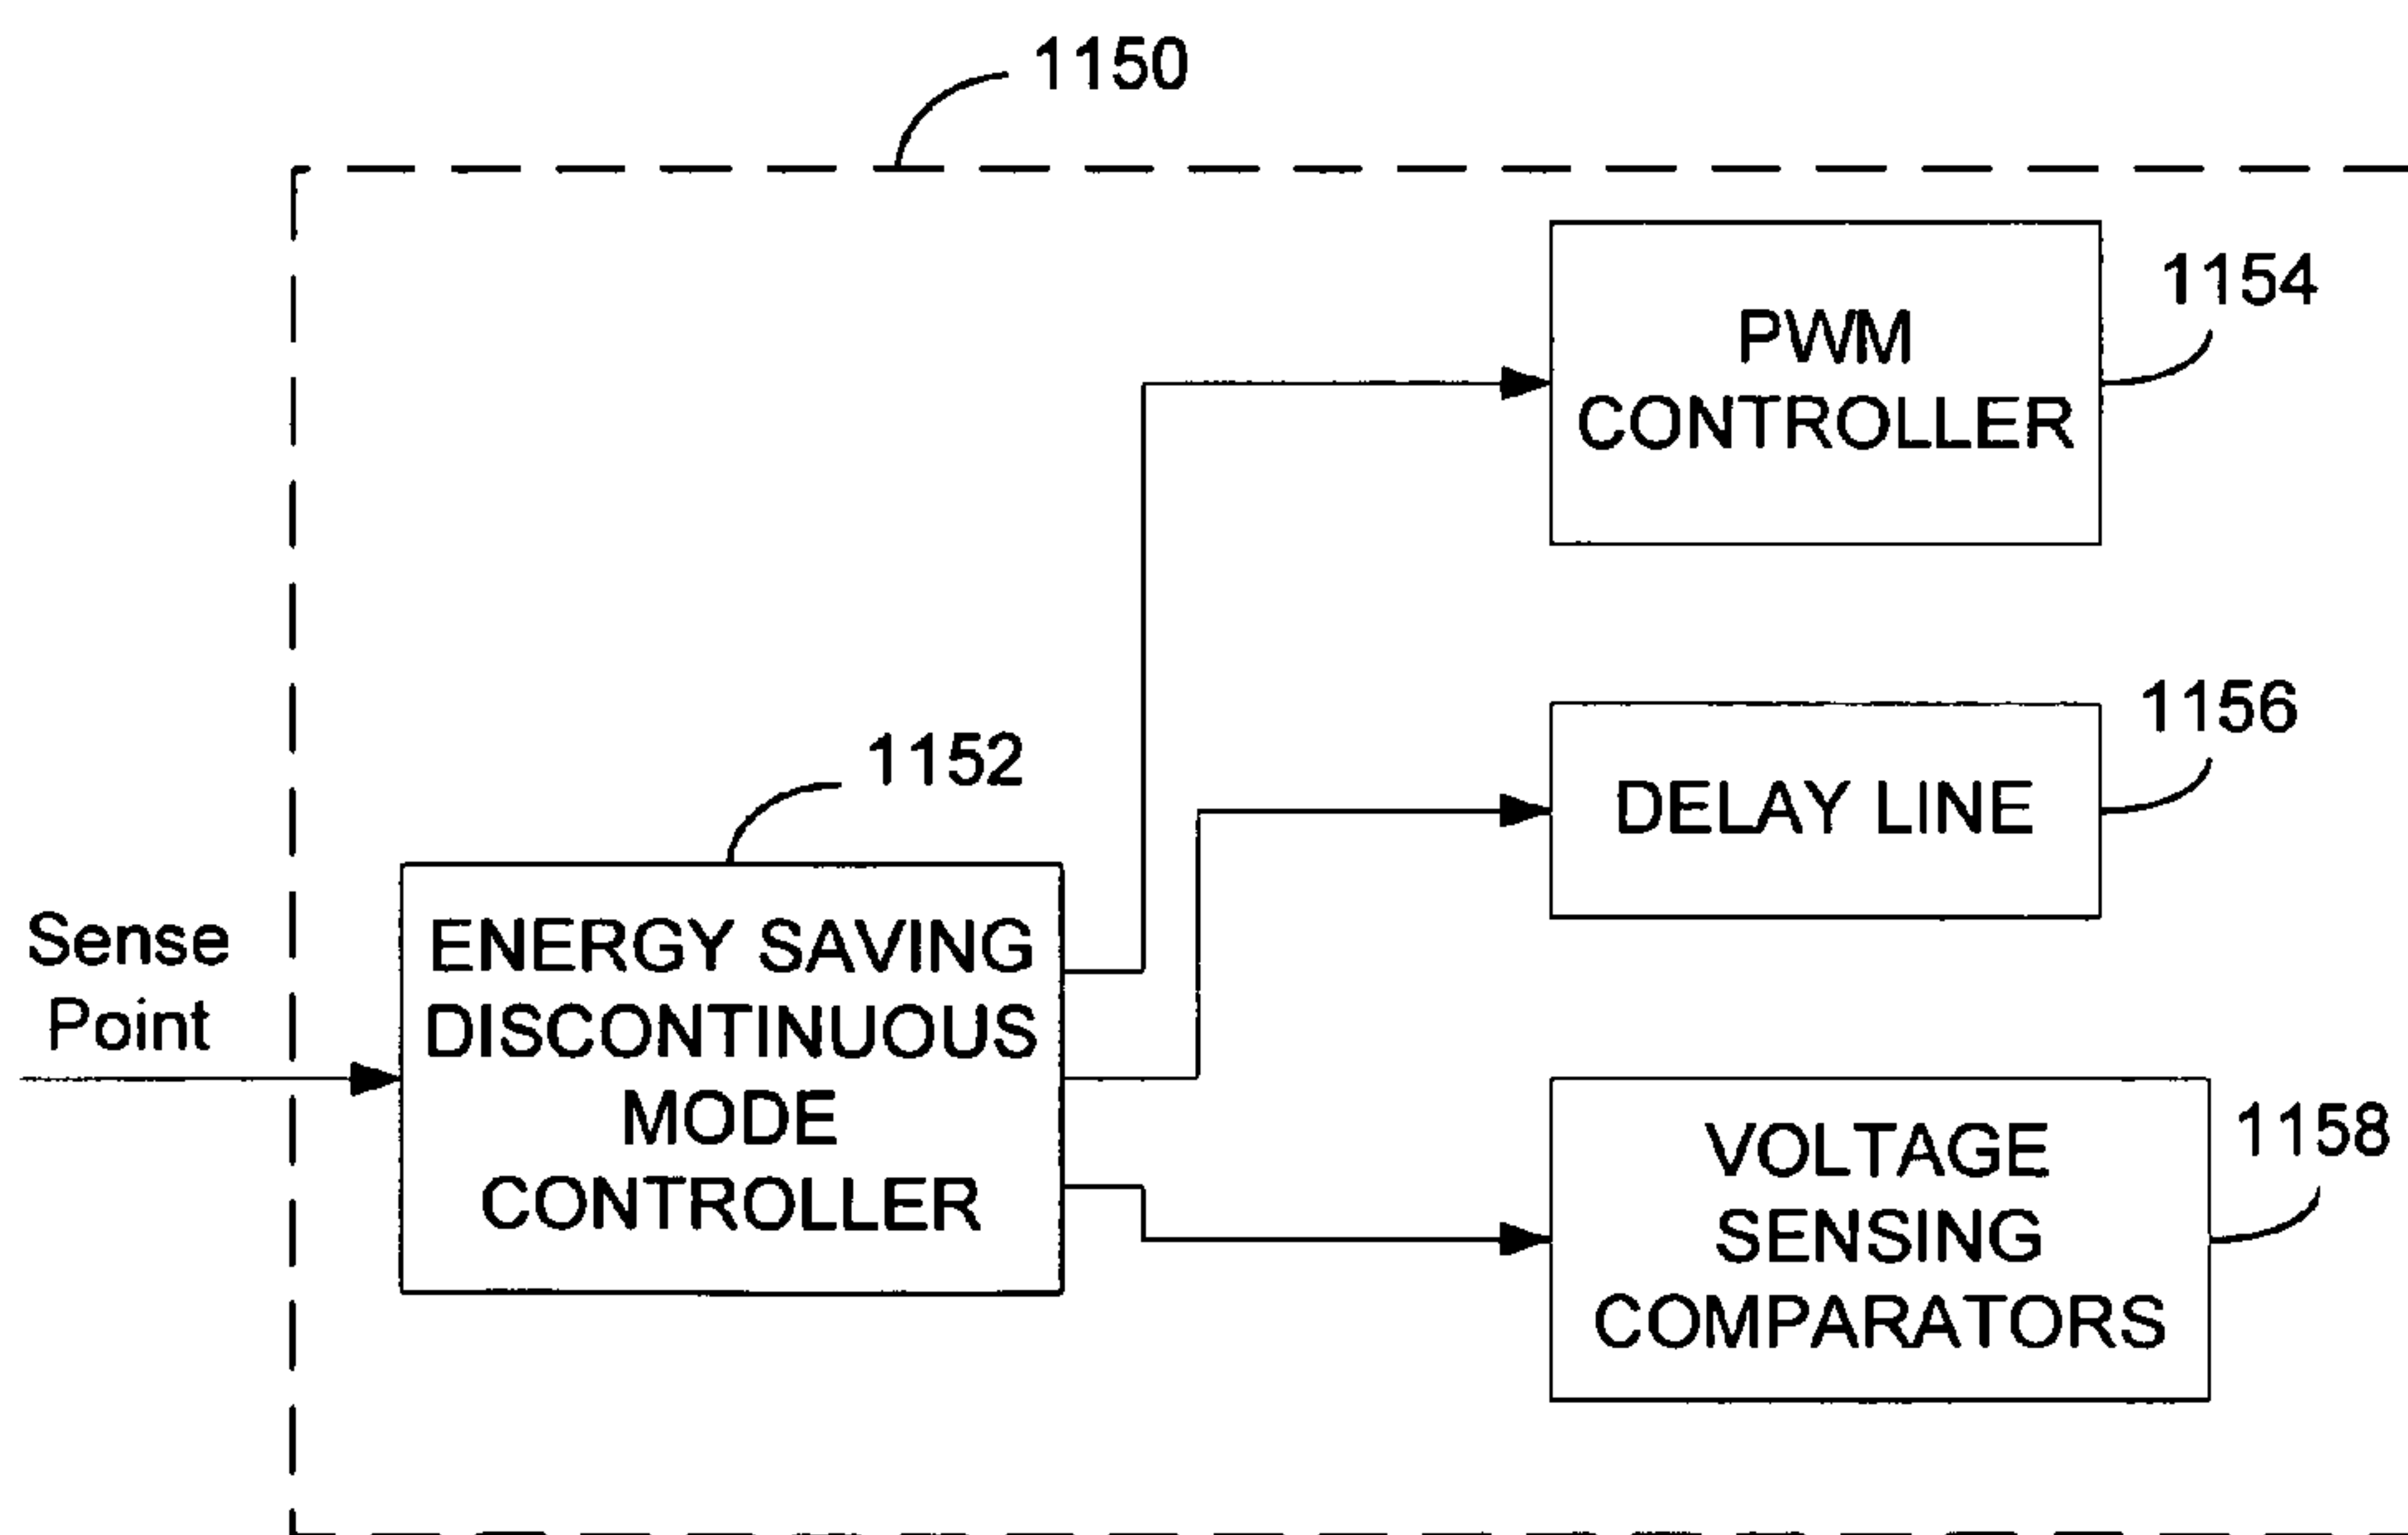 1150
PWM
CONTROLLER
1154
DELAY LINE
1156
1152
Sense
Point
ENERGY SAVING
DISCONTINUOUS
MODE
CONTROLLER
VOLTAGE
SENSING
COMPARATORS
1158